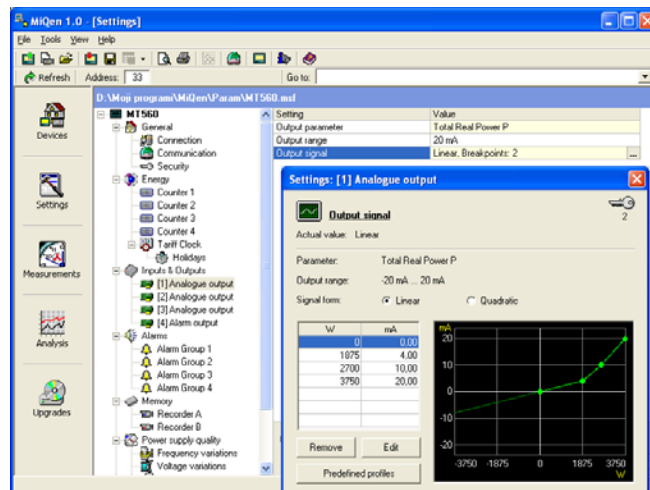 MiQen 1.0 - [Settings]
File Tools View Help
Refresh Address: 33 Go to:
D:\Moji programi\MiQen\Param\MT560.msf
Devices
Settings
Measurements
Analysis
Upgrades
MT560
General
Connection
Communication
Security
Energy
Counter 1
Counter 2
Counter 3
Counter 4
Tariff Clock
Holidays
Inputs & Outputs
[1] Analogue output
[2] Analogue output
[3] Analogue output
[4] Alarm output
Alarms
Alarm Group 1
Alarm Group 2
Alarm Group 3
Alarm Group 4
Memory
Recorder A
Recorder B
Power supply quality
Frequency variations
Voltage variations
Setting Value
Output parameter Total Real Power P
Output range 20 mA
Output signal Linear, Breakpoints: 2 ...
Settings: [1] Analogue output
Output signal
2
Actual value: Linear
Parameter: Total Real Power P
Output range: -20 mA ... 20 mA
Signal form: Linear Quadratic
W mA
0 0.00
1875 4.00
2700 10,00
3750 20,00
Remove Edit
Predefined profiles
mA
20
10
0
-10
-20
-3750 -1875 0 1875 3750
W